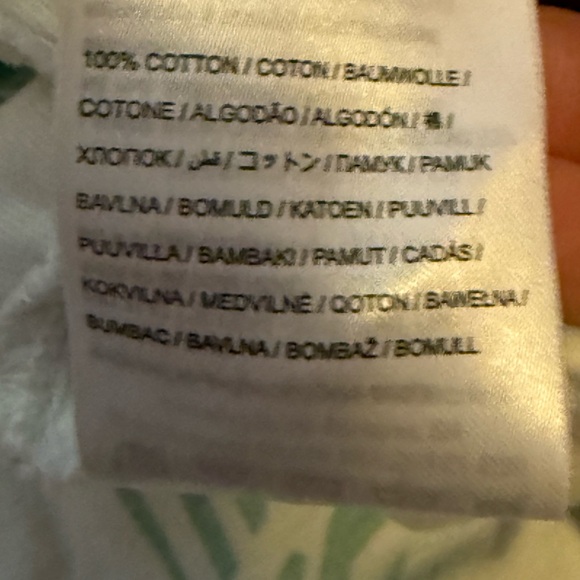 100% COTTON / COTON / BAUMWOLLE /
COTONE / ALGODÃO / ALGODÓN / 棉 /
ХЛОПОК / قطن / コットン / ПАМУК / PAMUK
BAVLNA / BOMULD / KATOEN / PUUVILL /
PUUVILLA / BAMBAKI / PAMUT / CADÁS /
KOKVILNA / MEDVILNĖ / QOTON / BAWEŁNA /
BUMBAC / BAVLNA / BOMBAŽ / BOMULL